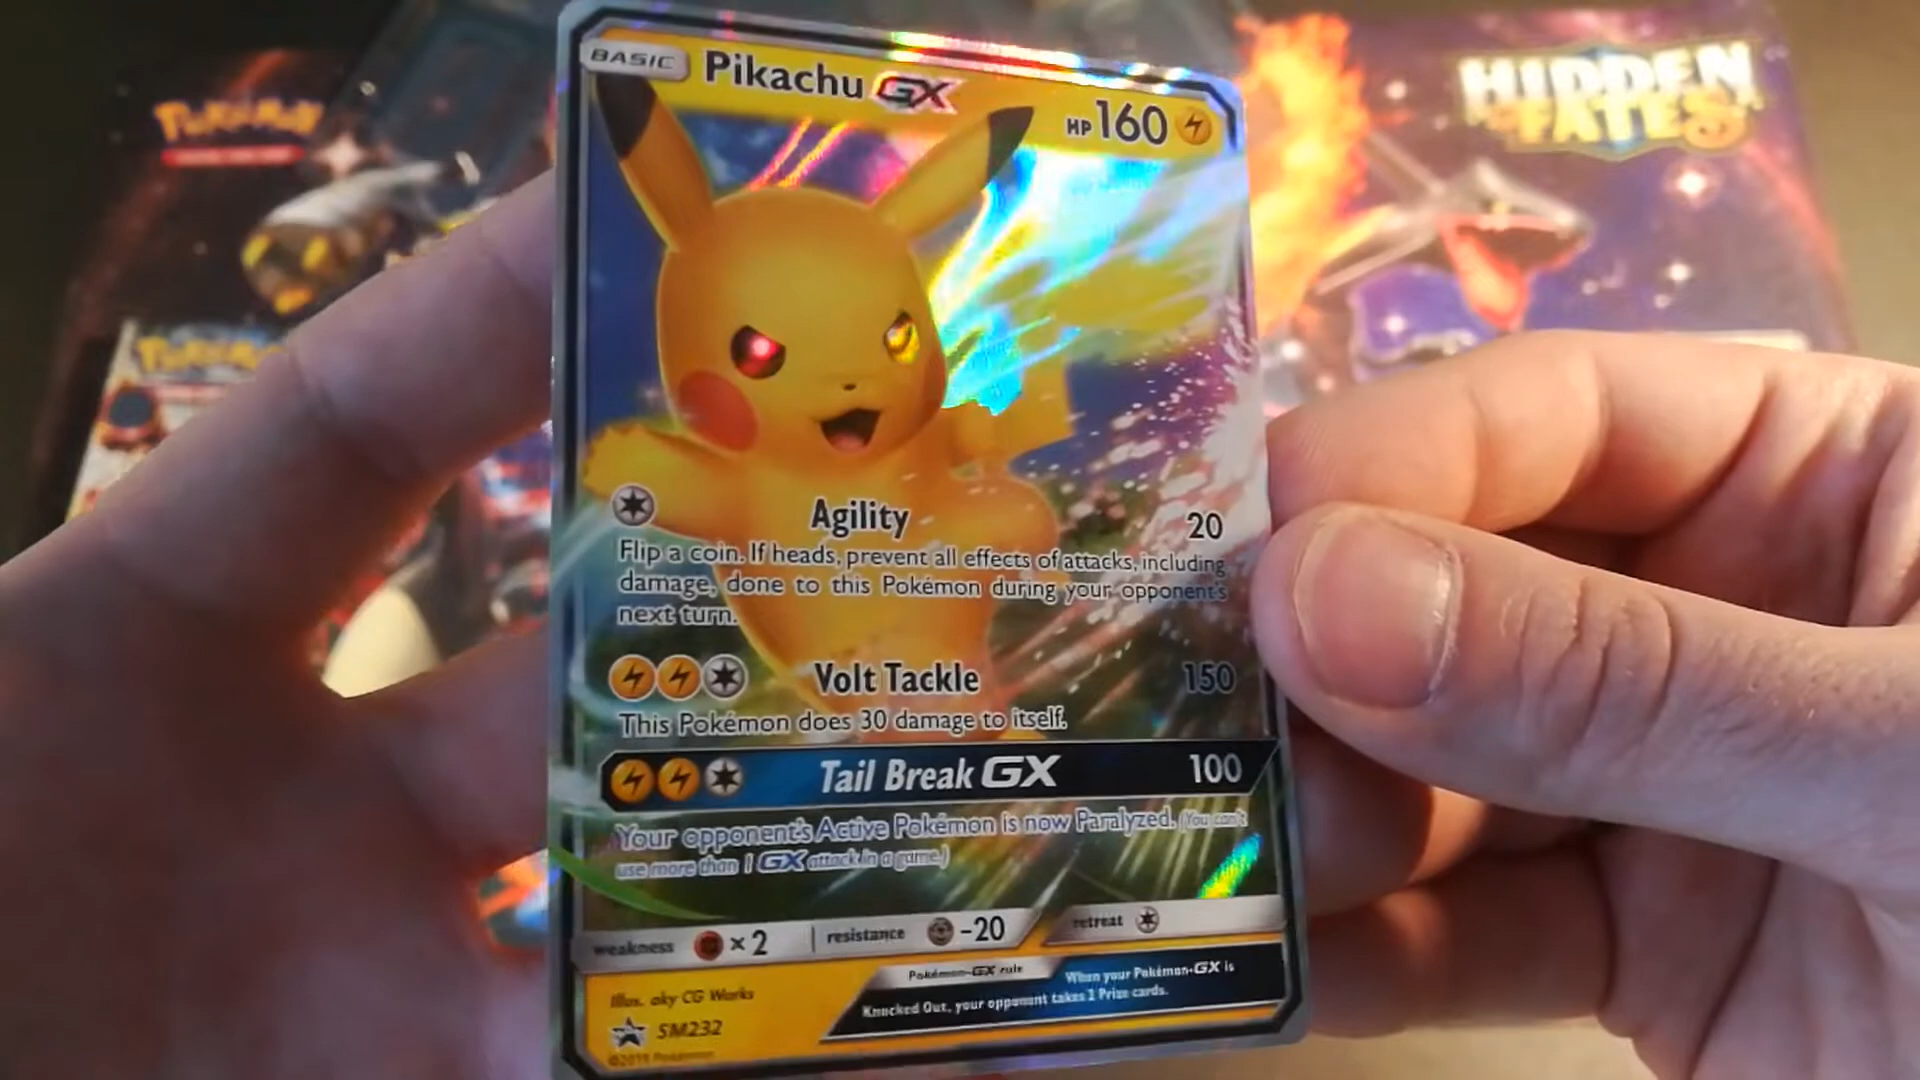 BASIC
Pikachu GX
HP 160
HIDDEN
FATES
POKéMON
POKéMON
Agility 20
Flip a coin. If heads, prevent all effects of attacks, including
damage, done to this Pokémon during your opponent's
next turn.
Volt Tackle 150
This Pokémon does 30 damage to itself.
Tail Break GX 100
Your opponent's Active Pokémon is now Paralyzed. (You can't
use more than 1 GX attack in a game.)
weakness × 2
resistance -20
retreat
Pokémon-GX rule
When your Pokémon-GX is
Knocked Out, your opponent takes 2 Prize cards.
Illus. aky CG Works
SM232
©2019 Pokémon